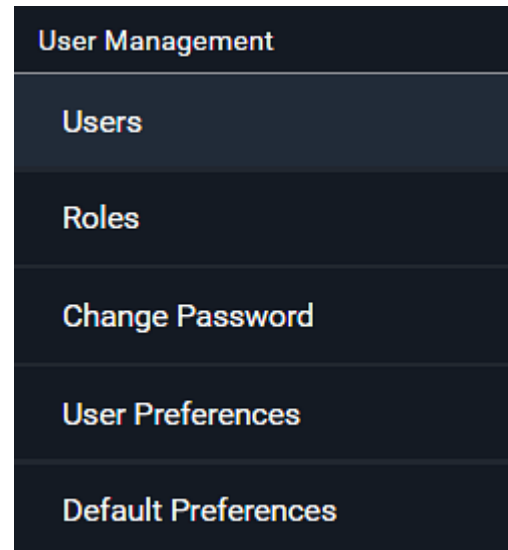 User Management
Users
Roles
Change Password
User Preferences
Default Preferences